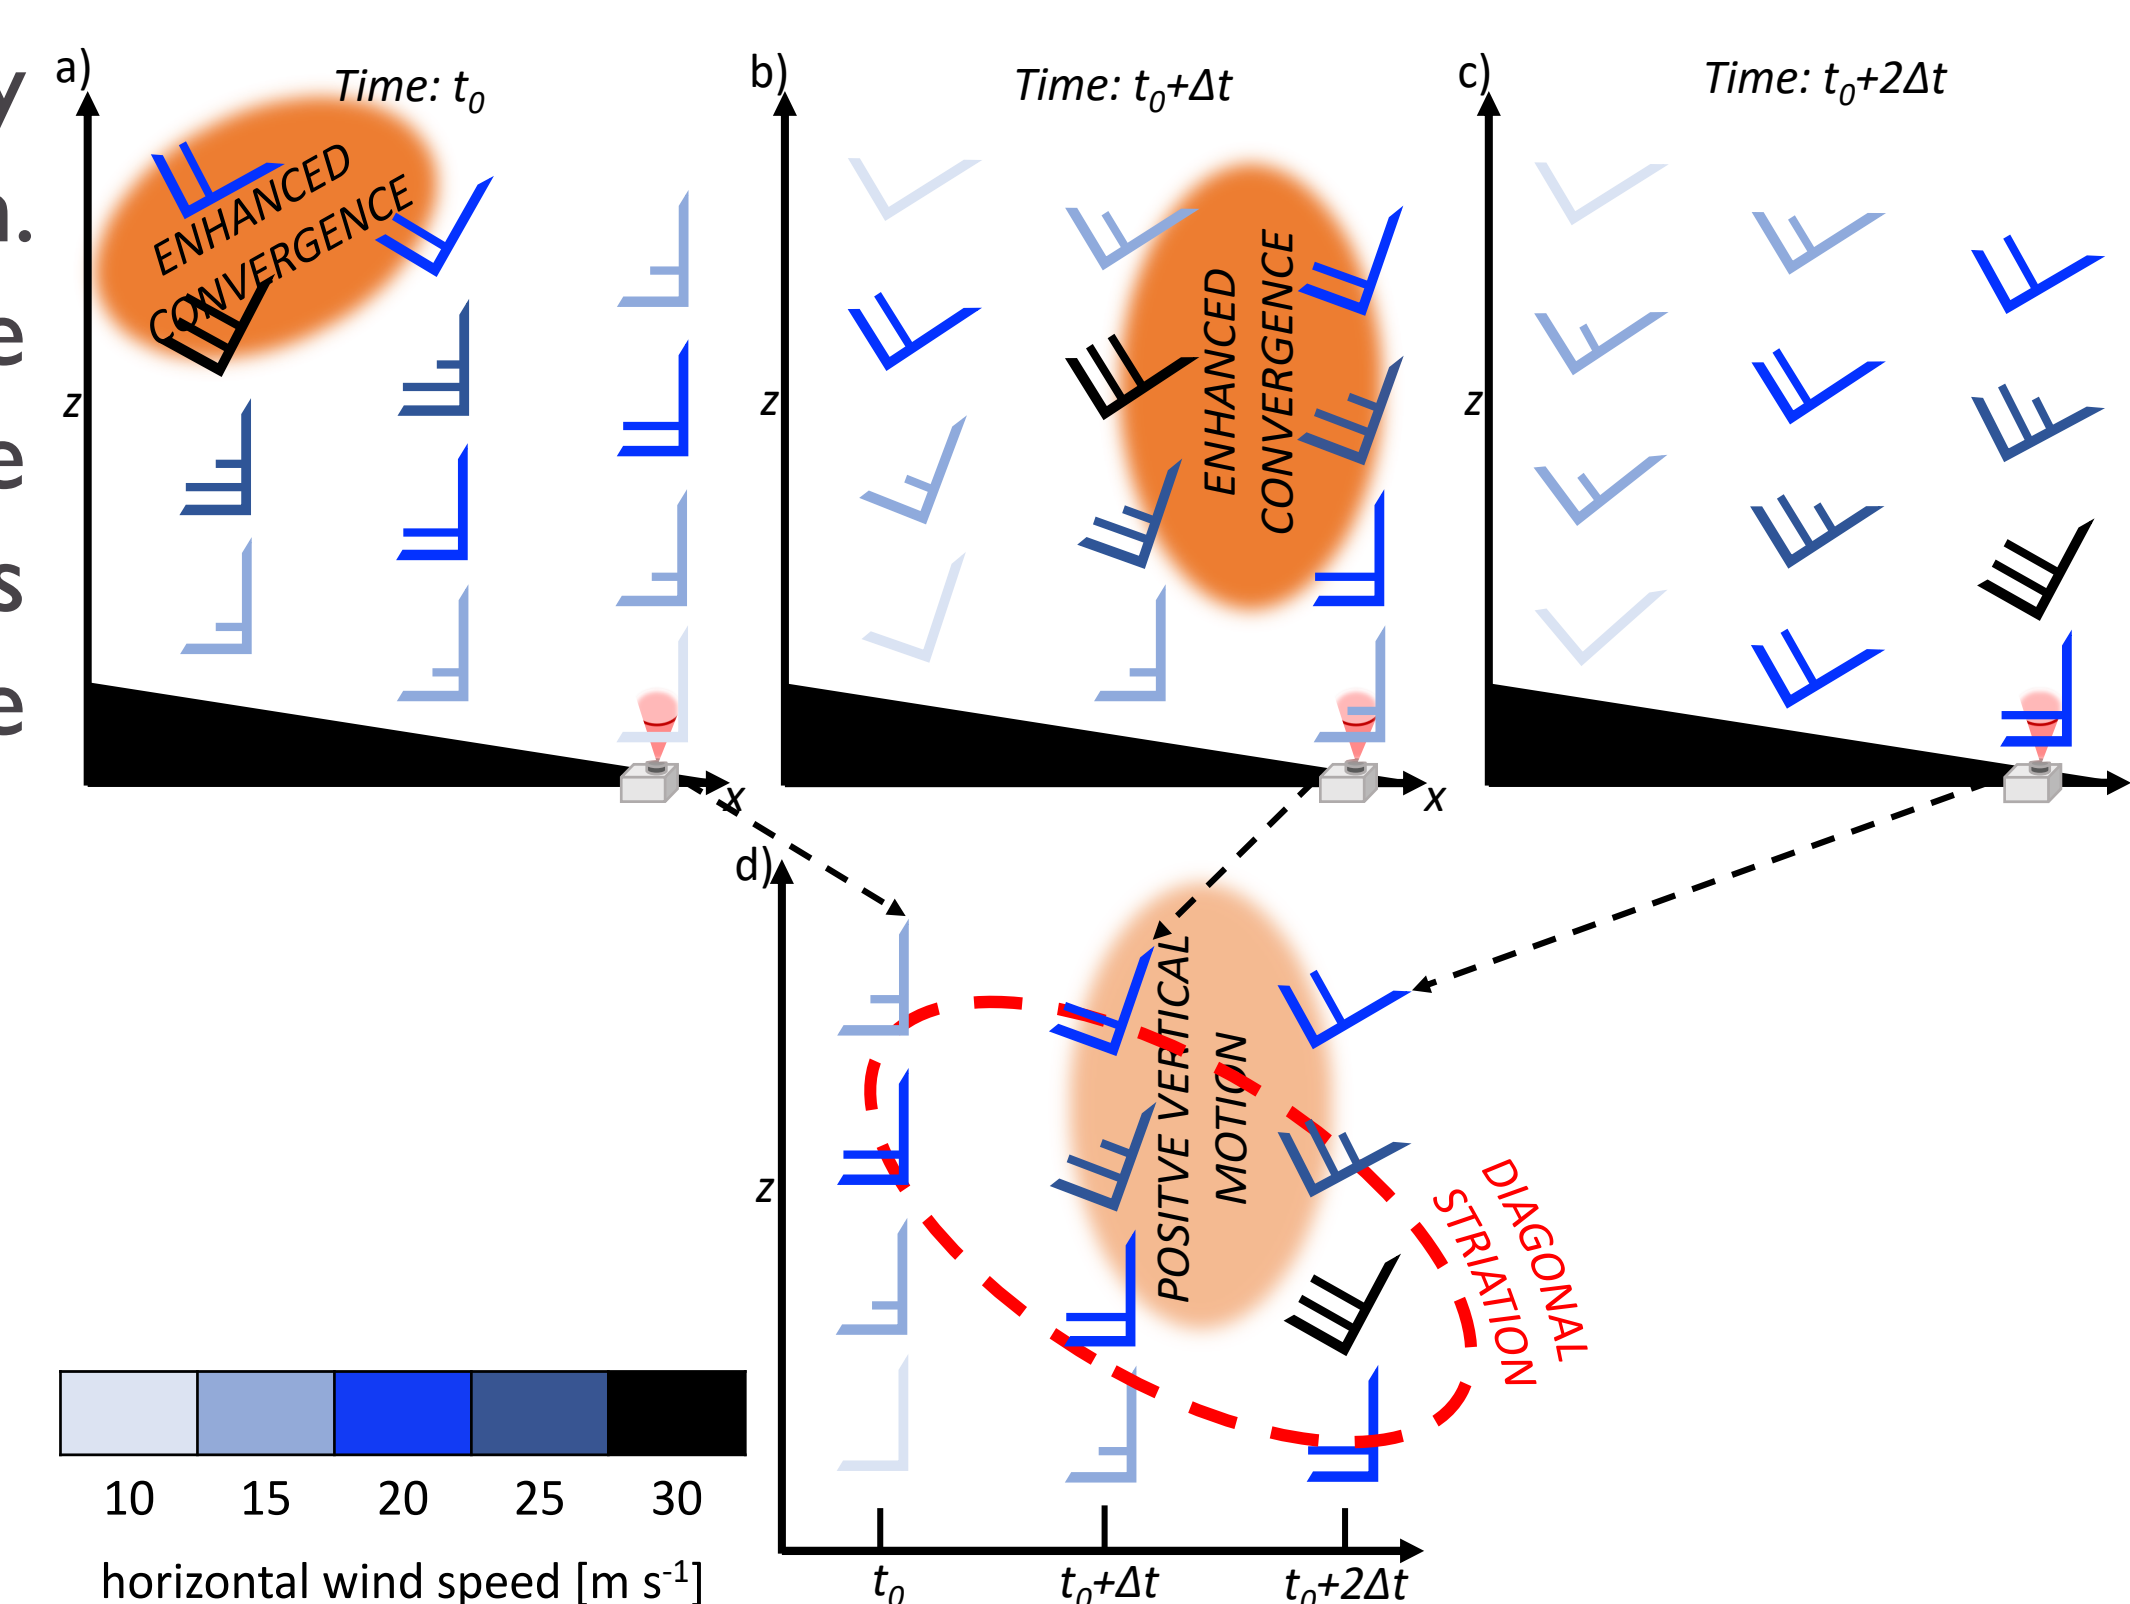 y
n.
e
e
s
e
a)
Time: t0
ENHANCED
CONVERGENCE
z
x
b)
Time: t0+Δt
ENHANCED
CONVERGENCE
z
x
c)
Time: t0+2Δt
z
d)
POSITVE VERTICAL
MOTION
DIAGONAL
STRIATION
z
t0
t0+Δt
t0+2Δt
10 15 20 25 30
horizontal wind speed [m s-1]